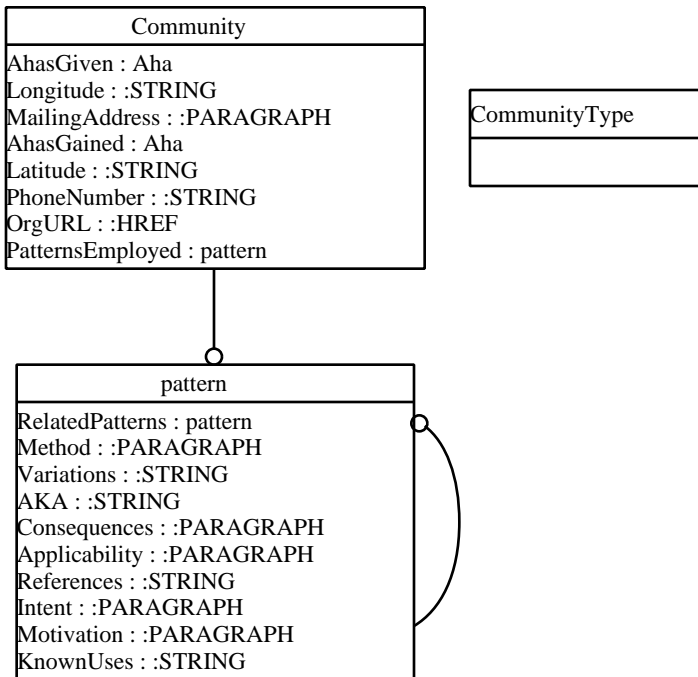 Community
AhasGiven : Aha
Longitude : :STRING
MailingAddress : :PARAGRAPH
AhasGained : Aha
Latitude : :STRING
PhoneNumber : :STRING
OrgURL : :HREF
PatternsEmployed : pattern
CommunityType
pattern
RelatedPatterns : pattern
Method : :PARAGRAPH
Variations : :STRING
AKA : :STRING
Consequences : :PARAGRAPH
Applicability : :PARAGRAPH
References : :STRING
Intent : :PARAGRAPH
Motivation : :PARAGRAPH
KnownUses : :STRING